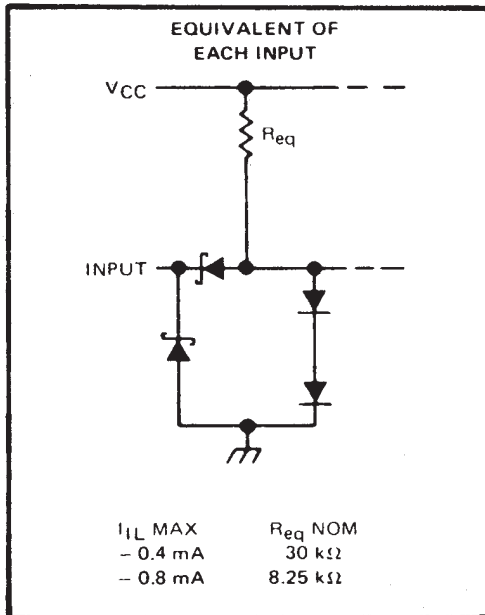 EQUIVALENT OF
EACH INPUT
VCC
Req
INPUT
IIL MAX Req NOM
– 0.4 mA 30 kΩ
– 0.8 mA 8.25 kΩ